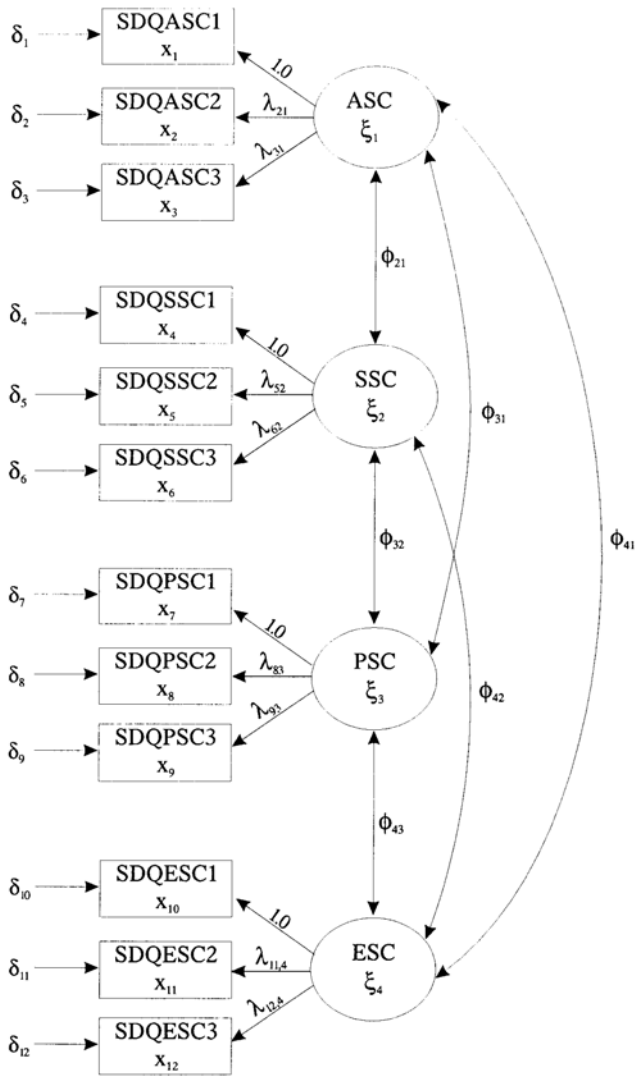 δ₁
SDQASC1
x₁
1.0
δ₂
SDQASC2
x₂
λ₂₁
ASC
ξ₁
δ₃
SDQASC3
x₃
λ₃₁
ϕ₂₁
δ₄
SDQSSC1
x₄
1.0
δ₅
SDQSSC2
x₅
λ₅₂
SSC
ξ₂
ϕ₃₁
δ₆
SDQSSC3
x₆
λ₆₂
ϕ₃₂
ϕ₄₁
δ₇
SDQPSC1
x₇
1.0
δ₈
SDQPSC2
x₈
λ₈₃
PSC
ξ₃
ϕ₄₂
δ₉
SDQPSC3
x₉
λ₉₃
ϕ₄₃
δ₁₀
SDQESC1
x₁₀
1.0
δ₁₁
SDQESC2
x₁₁
λ₁₁,₄
ESC
ξ₄
δ₁₂
SDQESC3
x₁₂
λ₁₂,₄